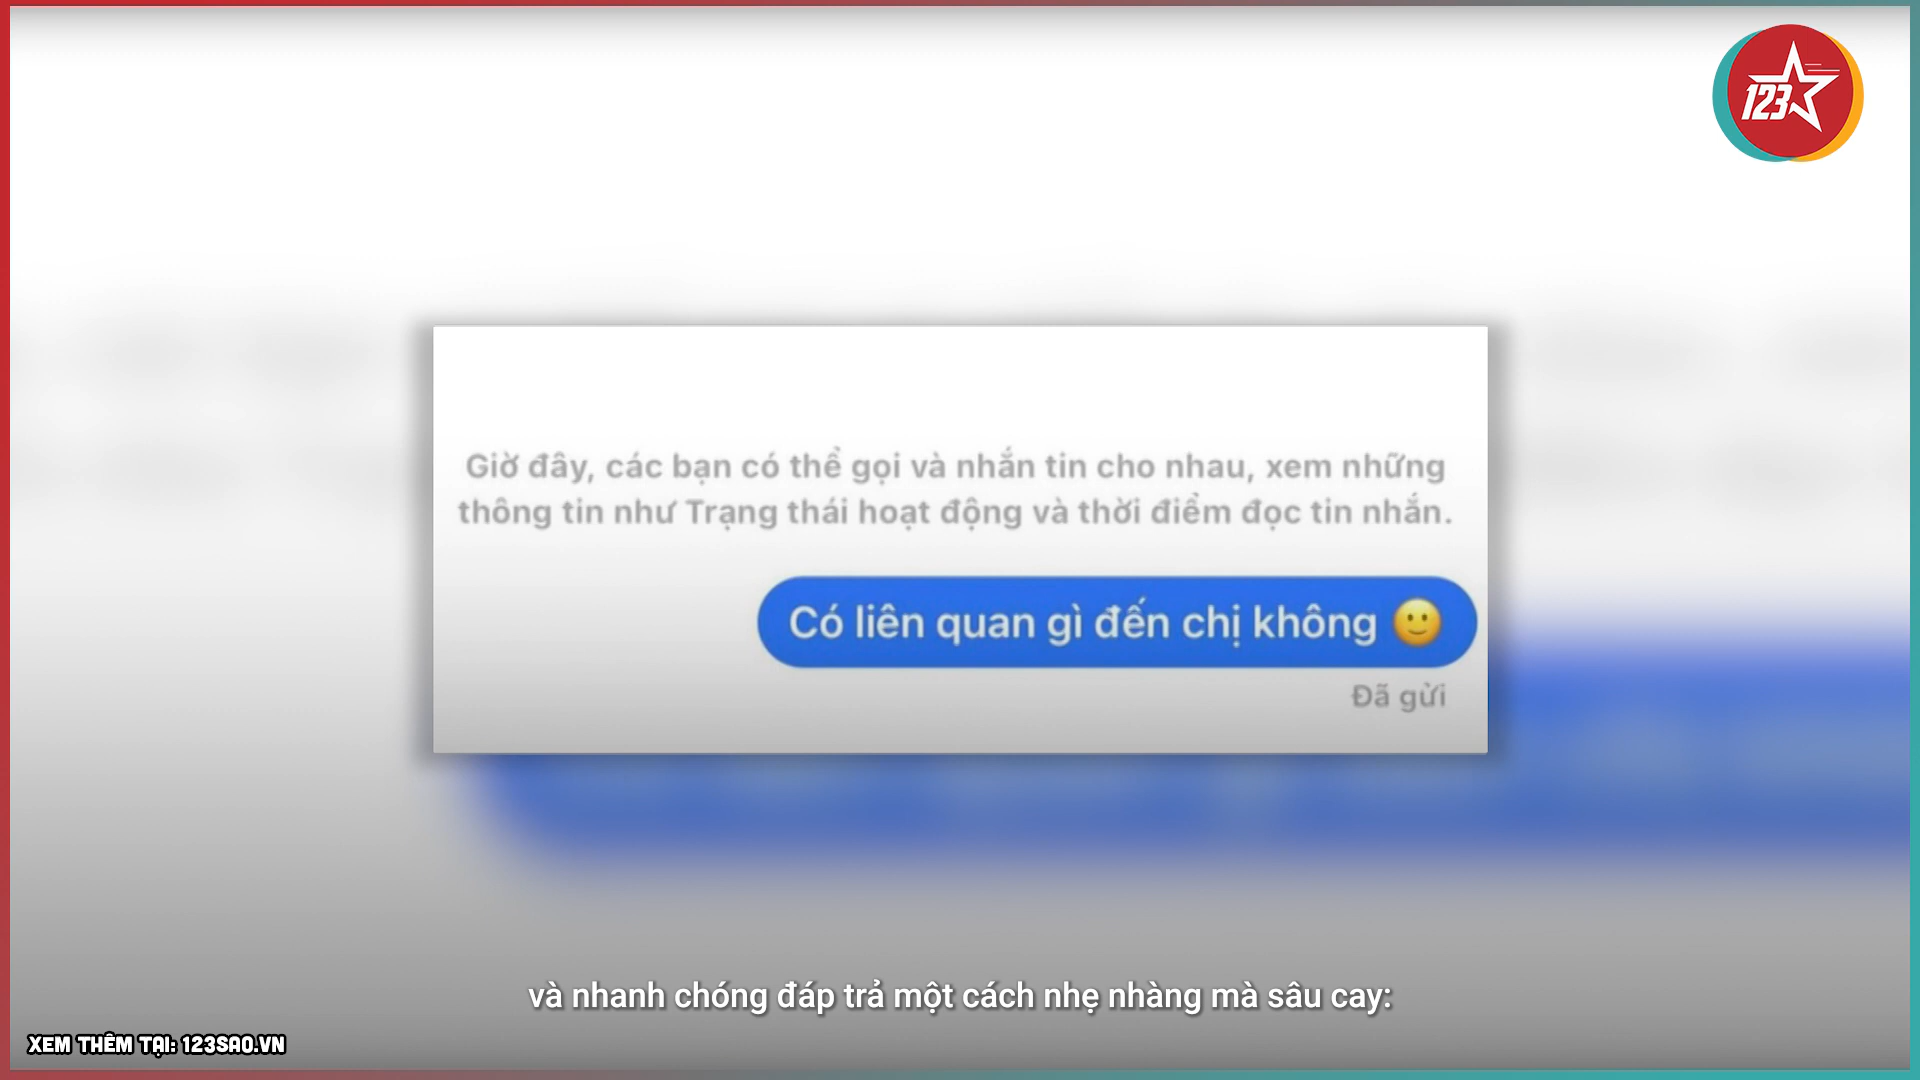 123
Giờ đây, các bạn có thể gọi và nhắn tin cho nhau, xem những
thông tin như Trạng thái hoạt động và thời điểm đọc tin nhắn.
Có liên quan gì đến chị không 🙂
Đã gửi
và nhanh chóng đáp trả một cách nhẹ nhàng mà sâu cay:
XEM THÊM TẠI: 123SAO.VN